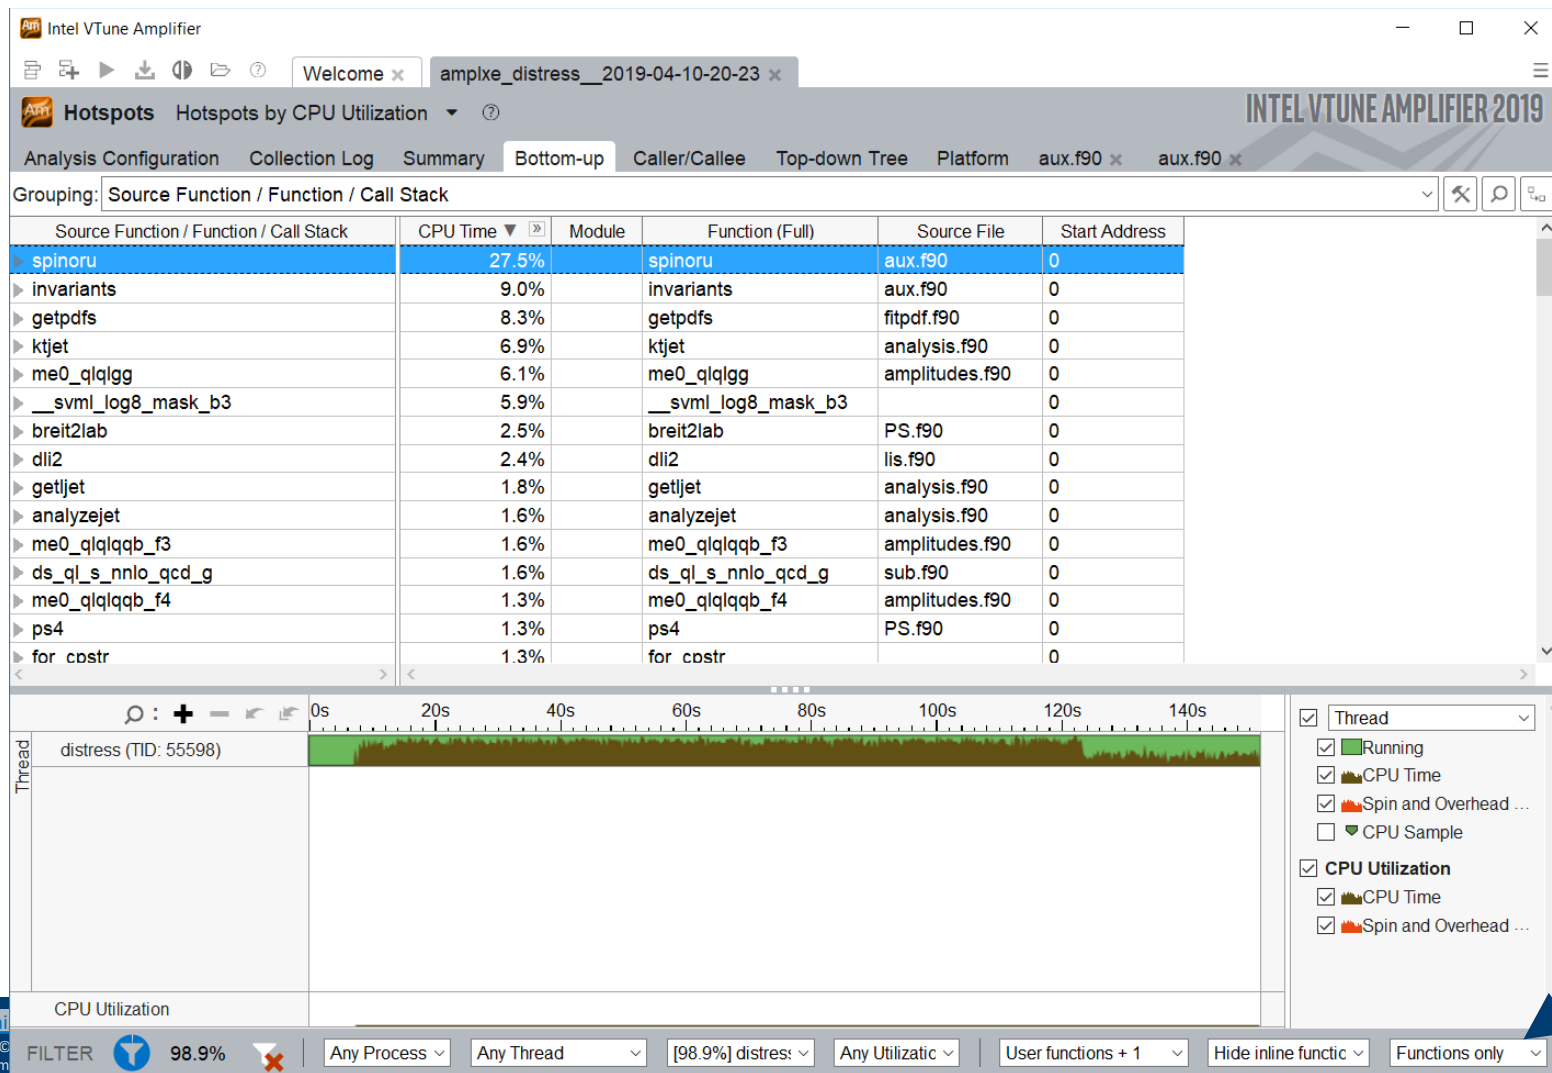 Intel VTune Amplifier
Welcome
amplxe_distress__2019-04-10-20-23
Hotspots Hotspots by CPU Utilization
INTEL VTUNE AMPLIFIER 2019
Analysis Configuration Collection Log Summary Bottom-up Caller/Callee Top-down Tree Platform aux.f90 aux.f90
Grouping: Source Function / Function / Call Stack
Source Function / Function / Call Stack CPU Time Module Function (Full) Source File Start Address
spinoru 27.5% spinoru aux.f90 0
invariants 9.0% invariants aux.f90 0
getpdfs 8.3% getpdfs fitpdf.f90 0
ktjet 6.9% ktjet analysis.f90 0
me0_qlqlgg 6.1% me0_qlqlgg amplitudes.f90 0
__svml_log8_mask_b3 5.9% __svml_log8_mask_b3 0
breit2lab 2.5% breit2lab PS.f90 0
dli2 2.4% dli2 lis.f90 0
getljet 1.8% getljet analysis.f90 0
analyzejet 1.6% analyzejet analysis.f90 0
me0_qlqlqqb_f3 1.6% me0_qlqlqqb_f3 amplitudes.f90 0
ds_ql_s_nnlo_qcd_g 1.6% ds_ql_s_nnlo_qcd_g sub.f90 0
me0_qlqlqqb_f4 1.3% me0_qlqlqqb_f4 amplitudes.f90 0
ps4 1.3% ps4 PS.f90 0
for_cpstr 1.3% for_cpstr 0
0s 20s 40s 60s 80s 100s 120s 140s
Thread
distress (TID: 55598)
CPU Utilization
Thread
Running
CPU Time
Spin and Overhead ...
CPU Sample
CPU Utilization
CPU Time
Spin and Overhead ...
FILTER 98.9% Any Process Any Thread [98.9%] distress Any Utilizatic User functions + 1 Hide inline functic Functions only